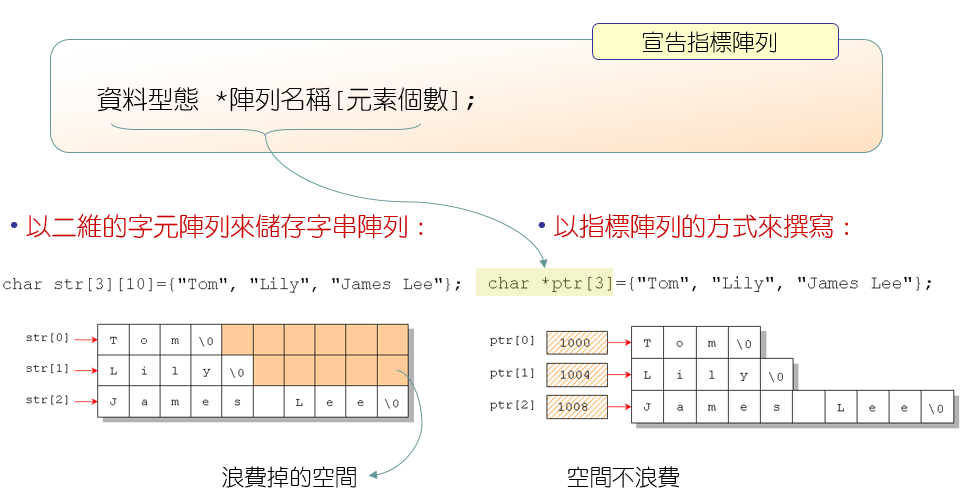 宣告指標陣列
資料型態 *陣列名稱[元素個數];
• 以二維的字元陣列來儲存字串陣列：
• 以指標陣列的方式來撰寫：
char str[3][10]={"Tom", "Lily", "James Lee"};
char *ptr[3]={"Tom", "Lily", "James Lee"};
str[0] T o m \0
str[1] L i l y \0
str[2] J a m e s L e e \0
ptr[0] 1000 T o m \0
ptr[1] 1004 L i l y \0
ptr[2] 1008 J a m e s L e e \0
浪費掉的空間
空間不浪費